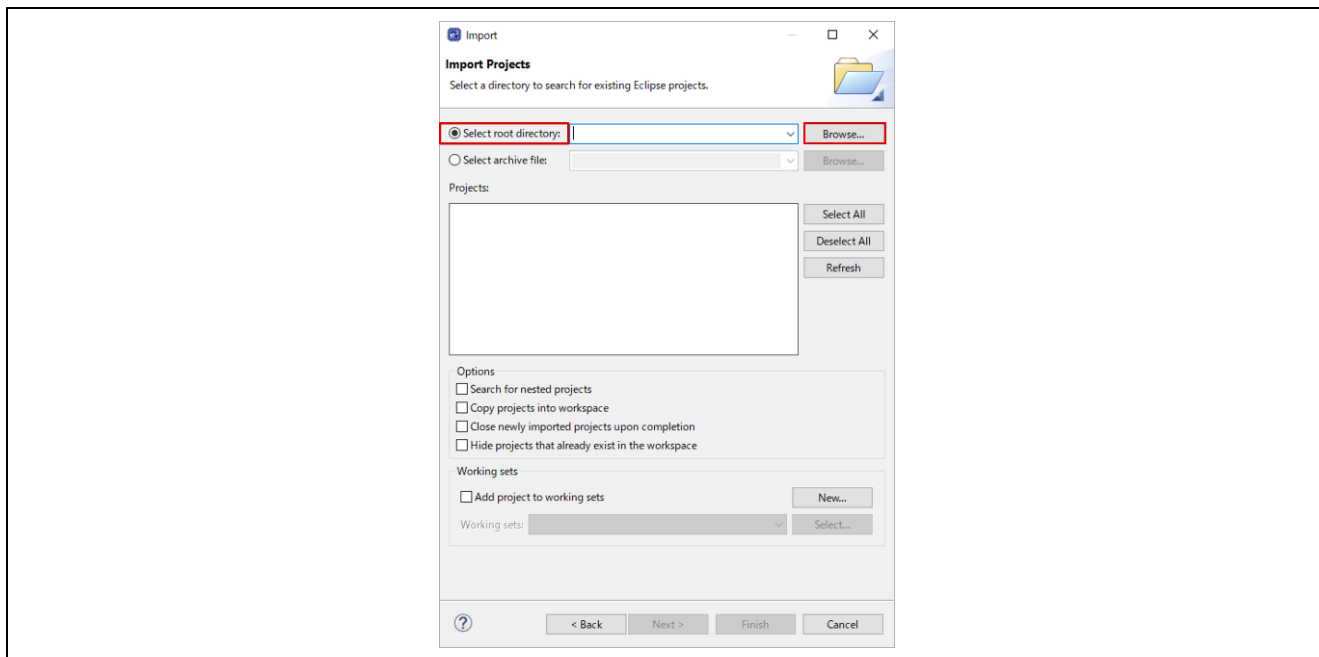 Import
Import Projects
Select a directory to search for existing Eclipse projects.
Select root directory:
Browse...
Select archive file:
Browse...
Projects:
Select All
Deselect All
Refresh
Options
Search for nested projects
Copy projects into workspace
Close newly imported projects upon completion
Hide projects that already exist in the workspace
Working sets
Add project to working sets
New...
Working sets:
Select...
?
< Back
Next >
Finish
Cancel